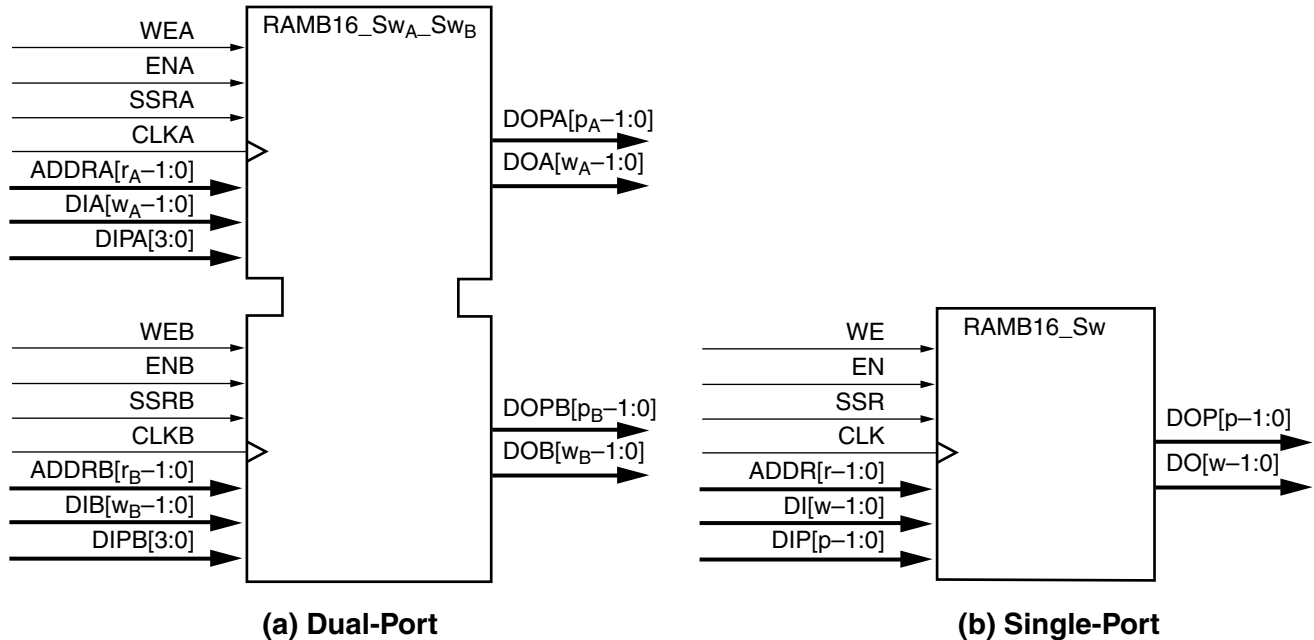 RAMB16_SwA_SwB
WEA
ENA
SSRA
CLKA
ADDRA[rA–1:0]
DIA[wA–1:0]
DIPA[3:0]
DOPA[pA–1:0]
DOA[wA–1:0]
WEB
ENB
SSRB
CLKB
ADDRB[rB–1:0]
DIB[wB–1:0]
DIPB[3:0]
DOPB[pB–1:0]
DOB[wB–1:0]
(a) Dual-Port
RAMB16_Sw
WE
EN
SSR
CLK
ADDR[r–1:0]
DI[w–1:0]
DIP[p–1:0]
DOP[p–1:0]
DO[w–1:0]
(b) Single-Port